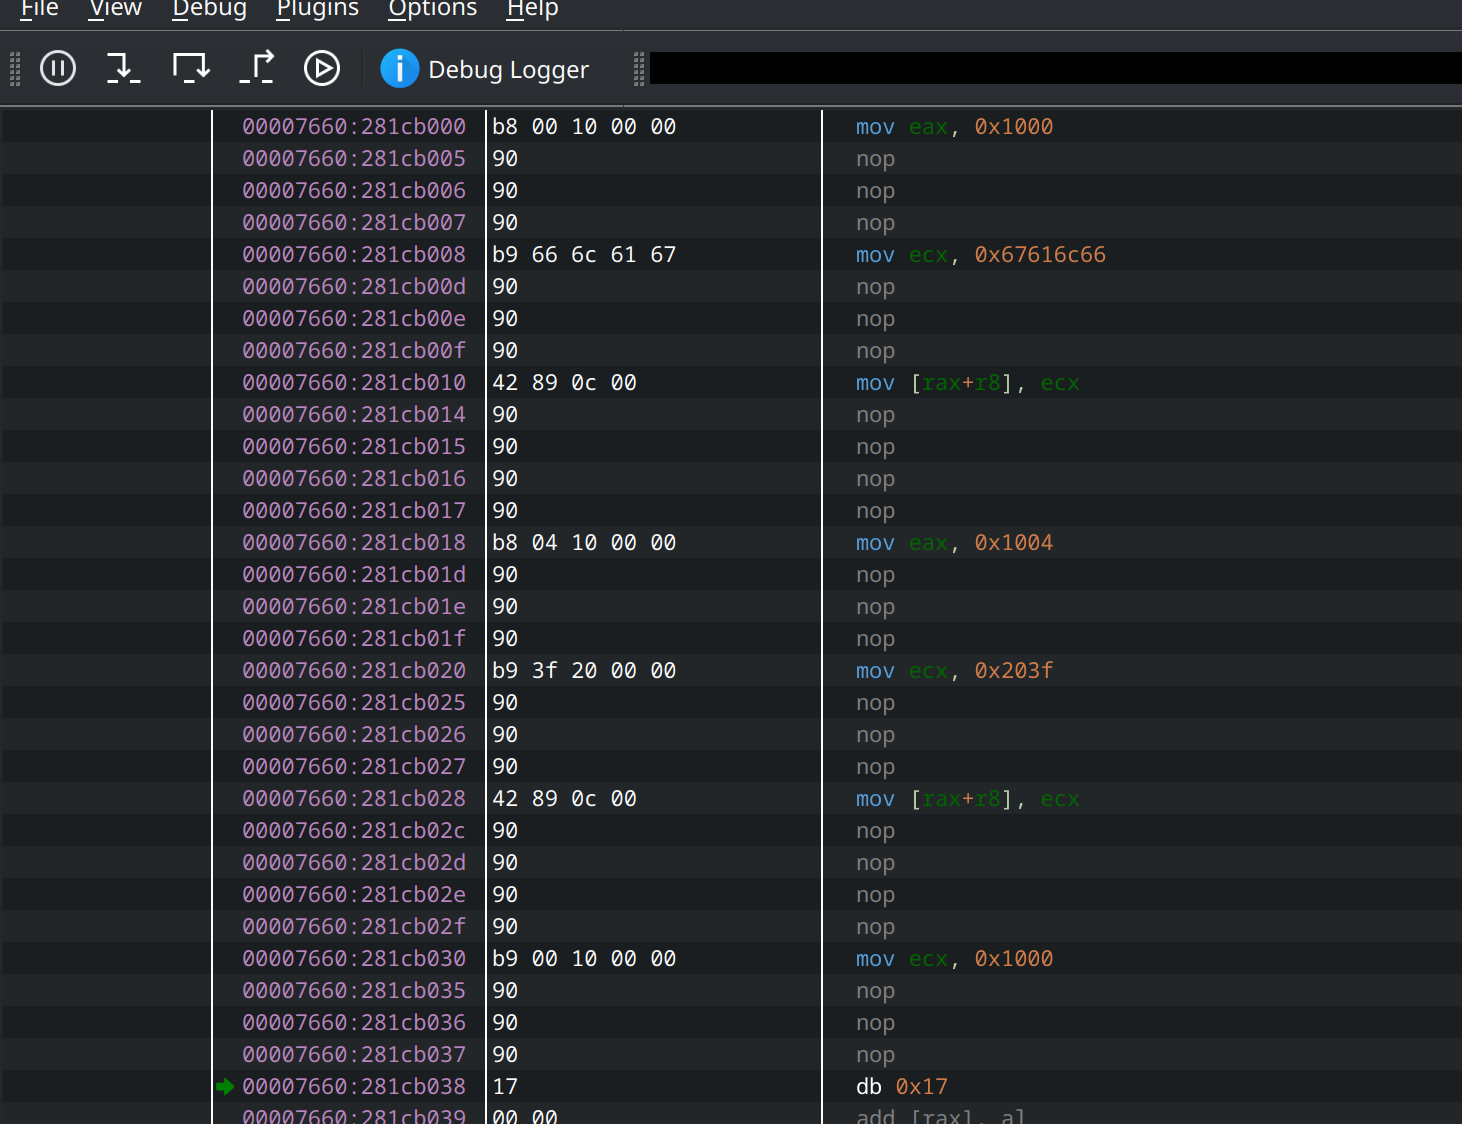 File View Debug Plugins Options Help
Debug Logger
00007660:281cb000 b8 00 10 00 00 mov eax, 0x1000
00007660:281cb005 90 nop
00007660:281cb006 90 nop
00007660:281cb007 90 nop
00007660:281cb008 b9 66 6c 61 67 mov ecx, 0x67616c66
00007660:281cb00d 90 nop
00007660:281cb00e 90 nop
00007660:281cb00f 90 nop
00007660:281cb010 42 89 0c 00 mov [rax+r8], ecx
00007660:281cb014 90 nop
00007660:281cb015 90 nop
00007660:281cb016 90 nop
00007660:281cb017 90 nop
00007660:281cb018 b8 04 10 00 00 mov eax, 0x1004
00007660:281cb01d 90 nop
00007660:281cb01e 90 nop
00007660:281cb01f 90 nop
00007660:281cb020 b9 3f 20 00 00 mov ecx, 0x203f
00007660:281cb025 90 nop
00007660:281cb026 90 nop
00007660:281cb027 90 nop
00007660:281cb028 42 89 0c 00 mov [rax+r8], ecx
00007660:281cb02c 90 nop
00007660:281cb02d 90 nop
00007660:281cb02e 90 nop
00007660:281cb02f 90 nop
00007660:281cb030 b9 00 10 00 00 mov ecx, 0x1000
00007660:281cb035 90 nop
00007660:281cb036 90 nop
00007660:281cb037 90 nop
00007660:281cb038 17 db 0x17
00007660:281cb039 00 00 add [rax], al